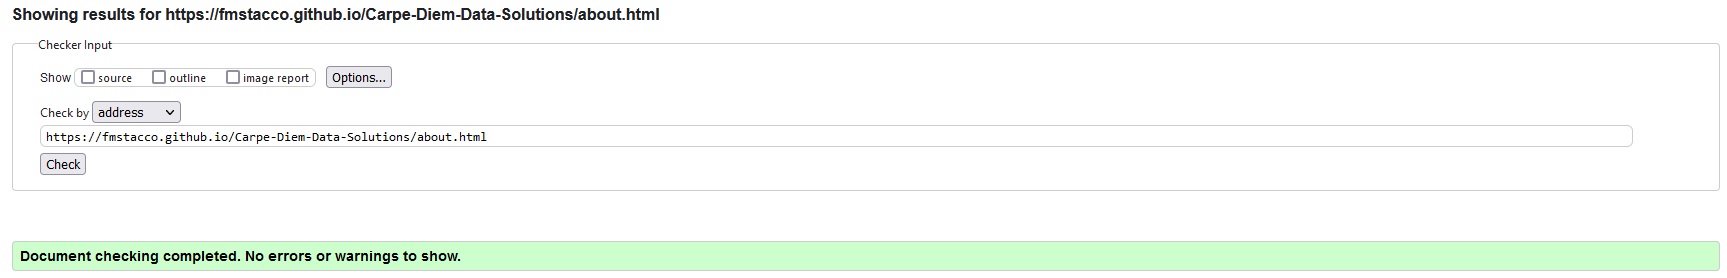 Showing results for https://fmstacco.github.io/Carpe-Diem-Data-Solutions/about.html
Checker Input
Show source outline image report Options...
Check by address
https://fmstacco.github.io/Carpe-Diem-Data-Solutions/about.html
Check
Document checking completed. No errors or warnings to show.